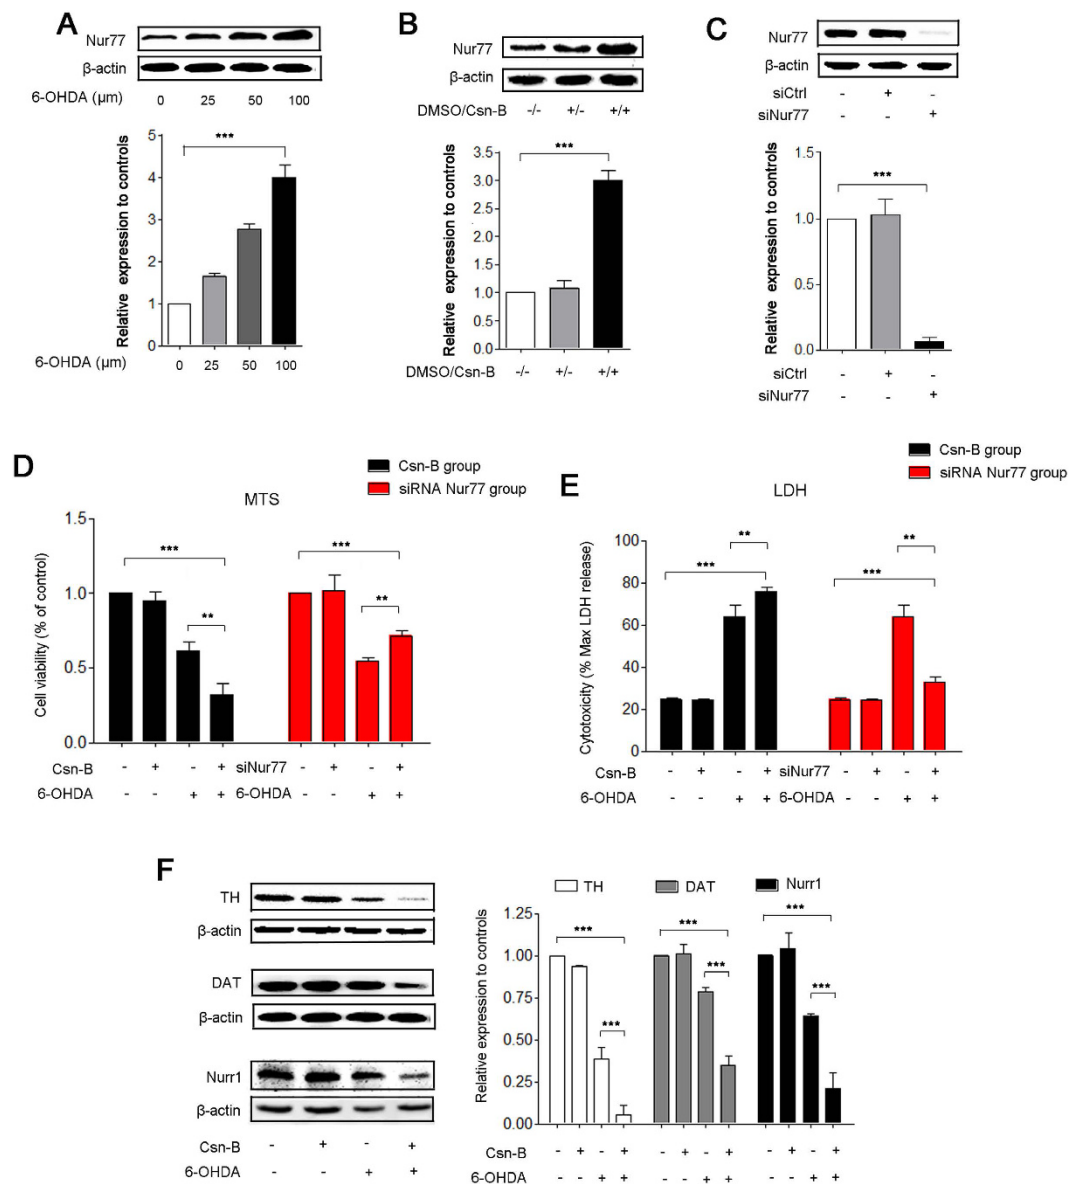 A
Nur77
β-actin
6-OHDA (μm) 0 25 50 100
***
Relative expression to controls
5
4
3
2
1
0
6-OHDA (μm) 0 25 50 100
B
Nur77
β-actin
DMSO/Csn-B -/- +/- +/+
***
Relative expression to controls
3.5
3.0
1.0
0.5
0.0
DMSO/Csn-B -/- +/- +/+
C
Nur77
β-actin
siCtrl - + -
siNur77 - - +
***
Relative expression to controls
1.5
1.0
0.5
0.0
siCtrl - + -
siNur77 - - +
D
Csn-B group
siRNA Nur77 group
MTS
Cell viability (% of control)
1.5
1.0
0.5
0.0
*** ***
** **
Csn-B - + - + siNur77 - + - +
6-OHDA - - + + 6-OHDA - - + +
E
Csn-B group
siRNA Nur77 group
LDH
Cytotoxicity (% Max LDH release)
100
80
60
40
20
0
** **
*** ***
Csn-B - + - + siNur77 - + - +
6-OHDA - - + + 6-OHDA - - + +
F
TH
β-actin
DAT
β-actin
Nurr1
β-actin
Csn-B - + - +
6-OHDA - - + +
TH DAT Nurr1
Relative expression to controls
1.25
1.00
0.75
0.50
0.25
0.00
*** *** ***
*** *** ***
Csn-B - + - + - + - + - + - +
6-OHDA - - + + - - + + - - + +